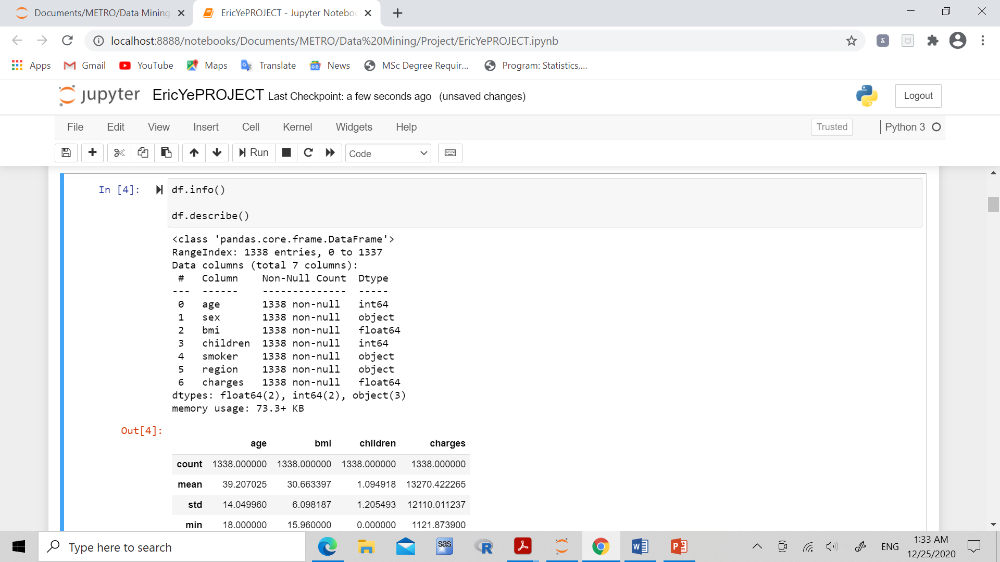 Documents/METRO/Data Mining
EricYePROJECT - Jupyter Notebo
localhost:8888/notebooks/Documents/METRO/Data%20Mining/Project/EricYePROJECT.ipynb
Apps Gmail YouTube Maps Translate News MSc Degree Requir... Program: Statistics,...
jupyter EricYePROJECT Last Checkpoint: a few seconds ago (unsaved changes)
Logout
File Edit View Insert Cell Kernel Widgets Help
Trusted Python 3
Run Code
In [4]: df.info()
df.describe()
<class 'pandas.core.frame.DataFrame'>
RangeIndex: 1338 entries, 0 to 1337
Data columns (total 7 columns):
# Column Non-Null Count Dtype
--- ------ -------------- -----
0 age 1338 non-null int64
1 sex 1338 non-null object
2 bmi 1338 non-null float64
3 children 1338 non-null int64
4 smoker 1338 non-null object
5 region 1338 non-null object
6 charges 1338 non-null float64
dtypes: float64(2), int64(2), object(3)
memory usage: 73.3+ KB
Out[4]:
age bmi children charges
count 1338.000000 1338.000000 1338.000000 1338.000000
mean 39.207025 30.663397 1.094918 13270.422265
std 14.049960 6.098187 1.205493 12110.011237
min 18.000000 15.960000 0.000000 1121.873900
Type here to search
sas
R
W
P
ENG
1:33 AM
12/25/2020